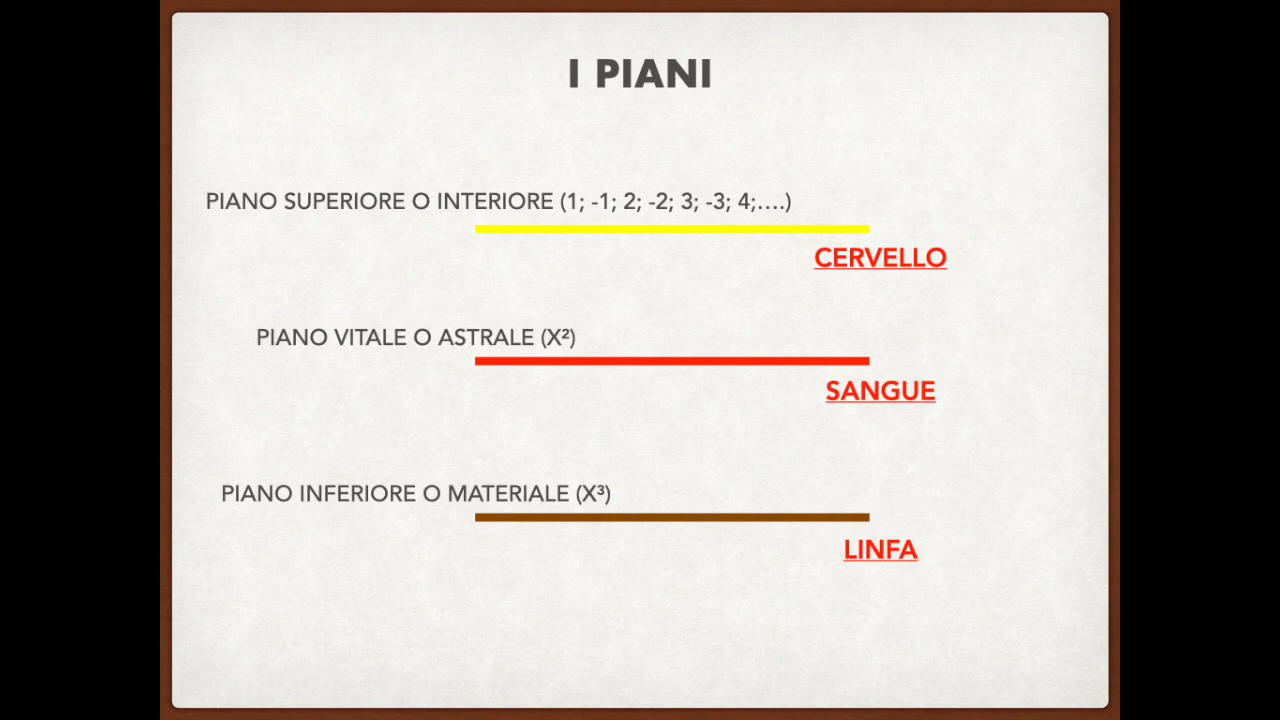 I PIANI
PIANO SUPERIORE O INTERIORE (1; -1; 2; -2; 3; -3; 4;….)
CERVELLO
PIANO VITALE O ASTRALE (X²)
SANGUE
PIANO INFERIORE O MATERIALE (X³)
LINFA